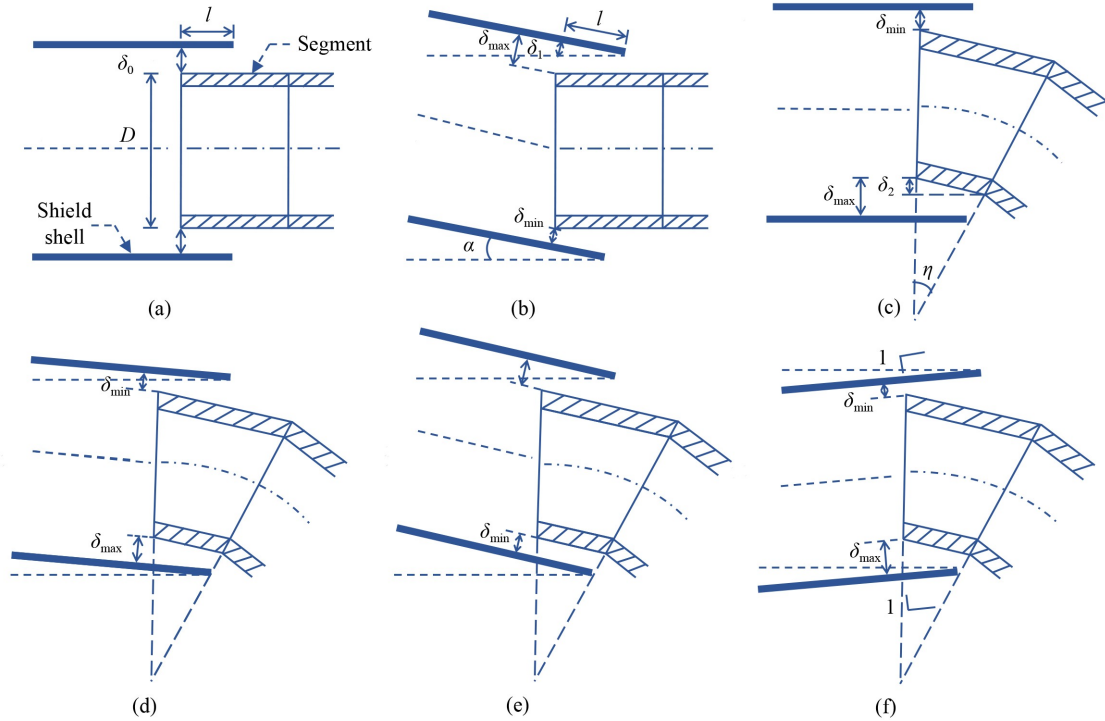 l
δ0
Segment
D
Shield
shell
(a)
l
δmax
δ1
δmin
α
(b)
δmin
δmax
δ2
η
(c)
δmin
δmax
(d)
δmin
(e)
1
δmin
δmax
1
(f)